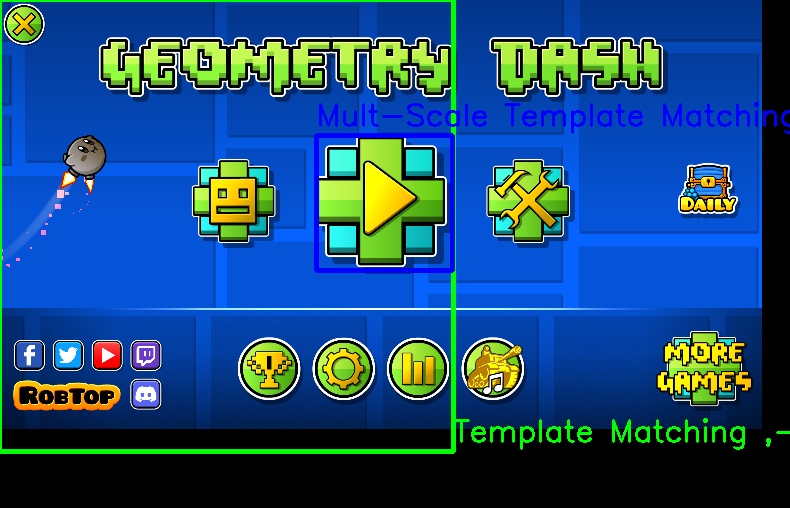 GEOMETRY DASH
Mult-Scale Template Matching
DAILY
MORE
GAMES
ROBTOP
Template Matching ,-